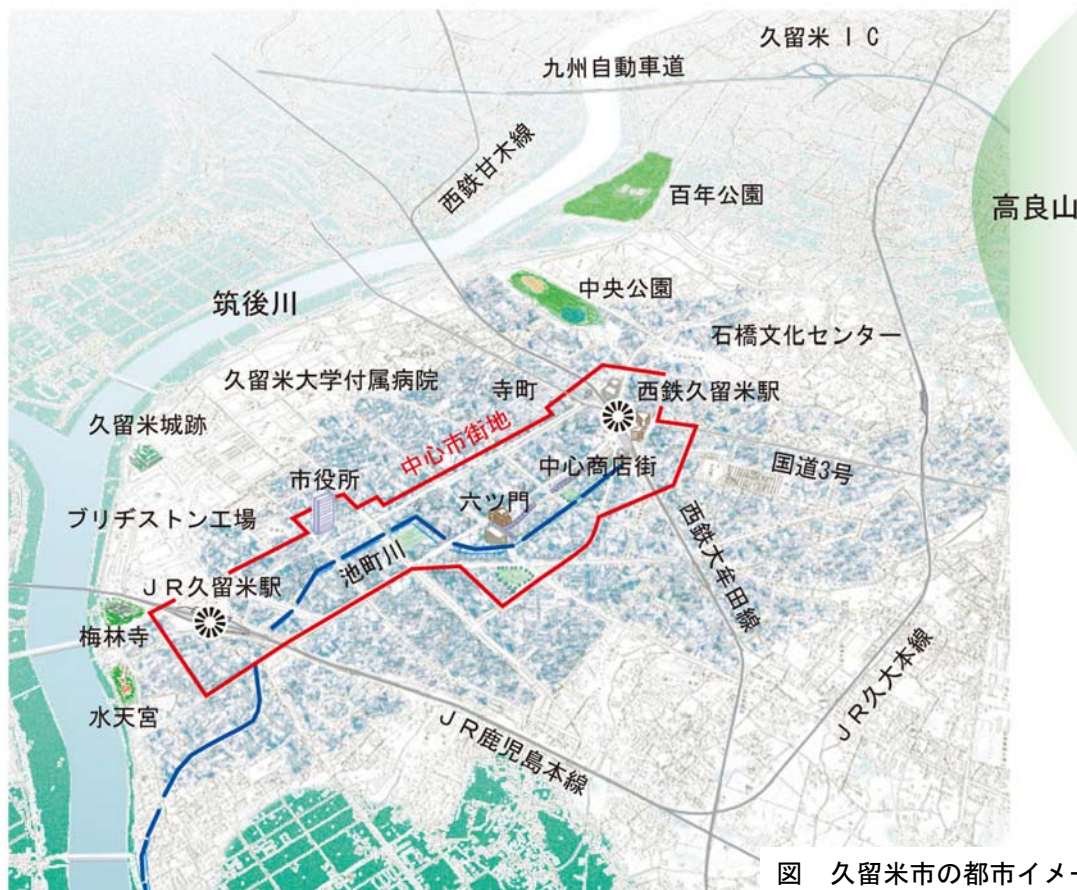 久留米 I C
九州自動車道
西鉄甘木線
百年公園
高良山
筑後川
中央公園
石橋文化センター
久留米大学付属病院
寺町
西鉄久留米駅
久留米城跡
中心市街地
中心商店街
国道3号
市役所
六ツ門
ブリヂストン工場
池町川
西鉄大牟田線
JR久留米駅
梅林寺
水天宮
JR鹿児島本線
JR久大本線
図 久留米市の都市イメー